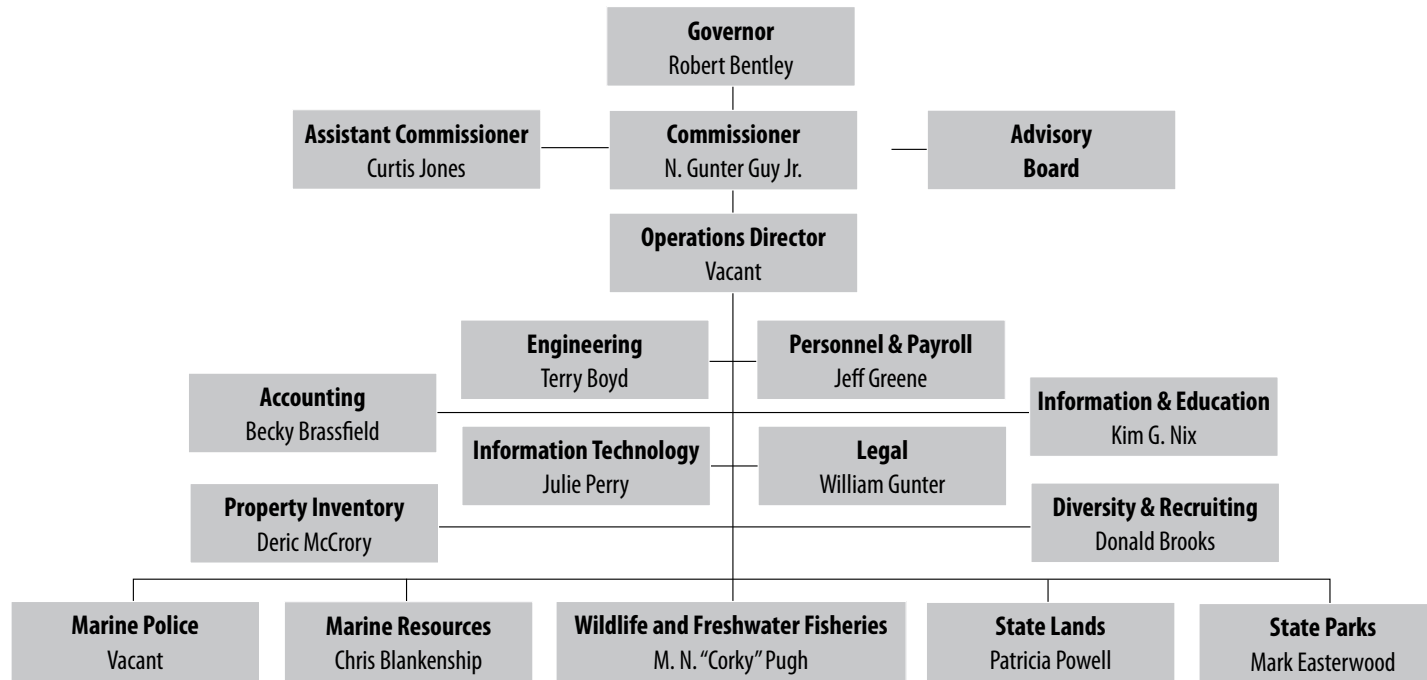 Governor
Robert Bentley
Assistant Commissioner
Curtis Jones
Commissioner
N. Gunter Guy Jr.
Advisory
Board
Operations Director
Vacant
Engineering
Terry Boyd
Personnel & Payroll
Jeff Greene
Accounting
Becky Brassfield
Information & Education
Kim G. Nix
Information Technology
Julie Perry
Legal
William Gunter
Property Inventory
Deric McCrory
Diversity & Recruiting
Donald Brooks
Marine Police
Vacant
Marine Resources
Chris Blankenship
Wildlife and Freshwater Fisheries
M. N. “Corky” Pugh
State Lands
Patricia Powell
State Parks
Mark Easterwood